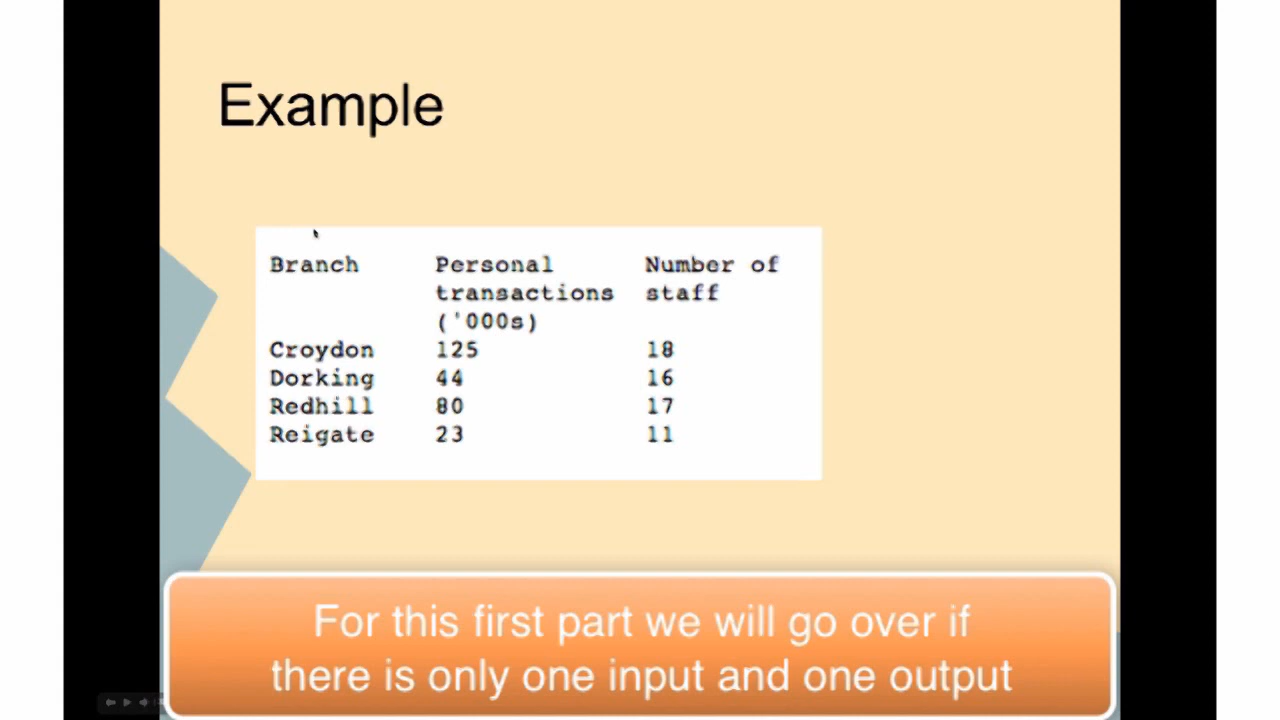 Example
Branch Personal Number of
transactions staff
('000s)
Croydon 125 18
Dorking 44 16
Redhill 80 17
Reigate 23 11
For this first part we will go over if
there is only one input and one output